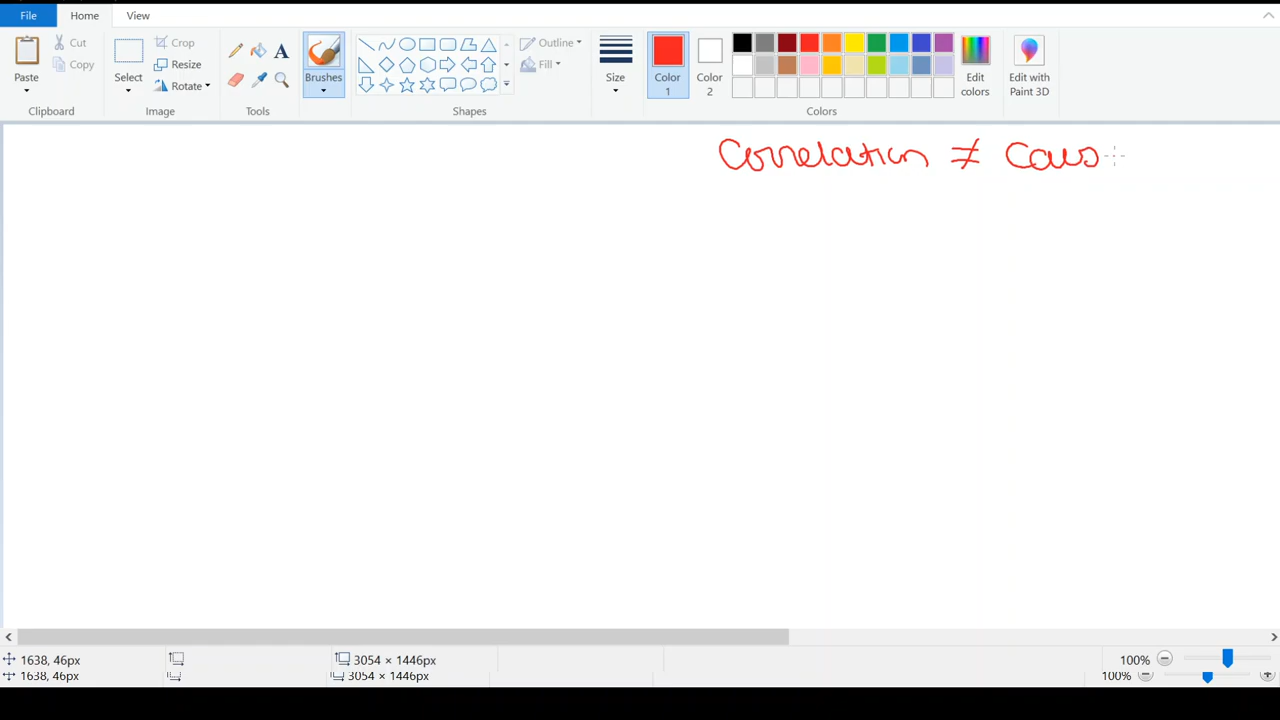 File Home View
Paste Cut Copy Select Crop Resize Rotate A Brushes Outline Fill Size Color 1 Color 2 Edit colors Edit with Paint 3D
Clipboard Image Tools Shapes Colors
Correlation ≠ Caus
1638, 46px 3054 × 1446px 100%
1638, 46px 3054 × 1446px 100%